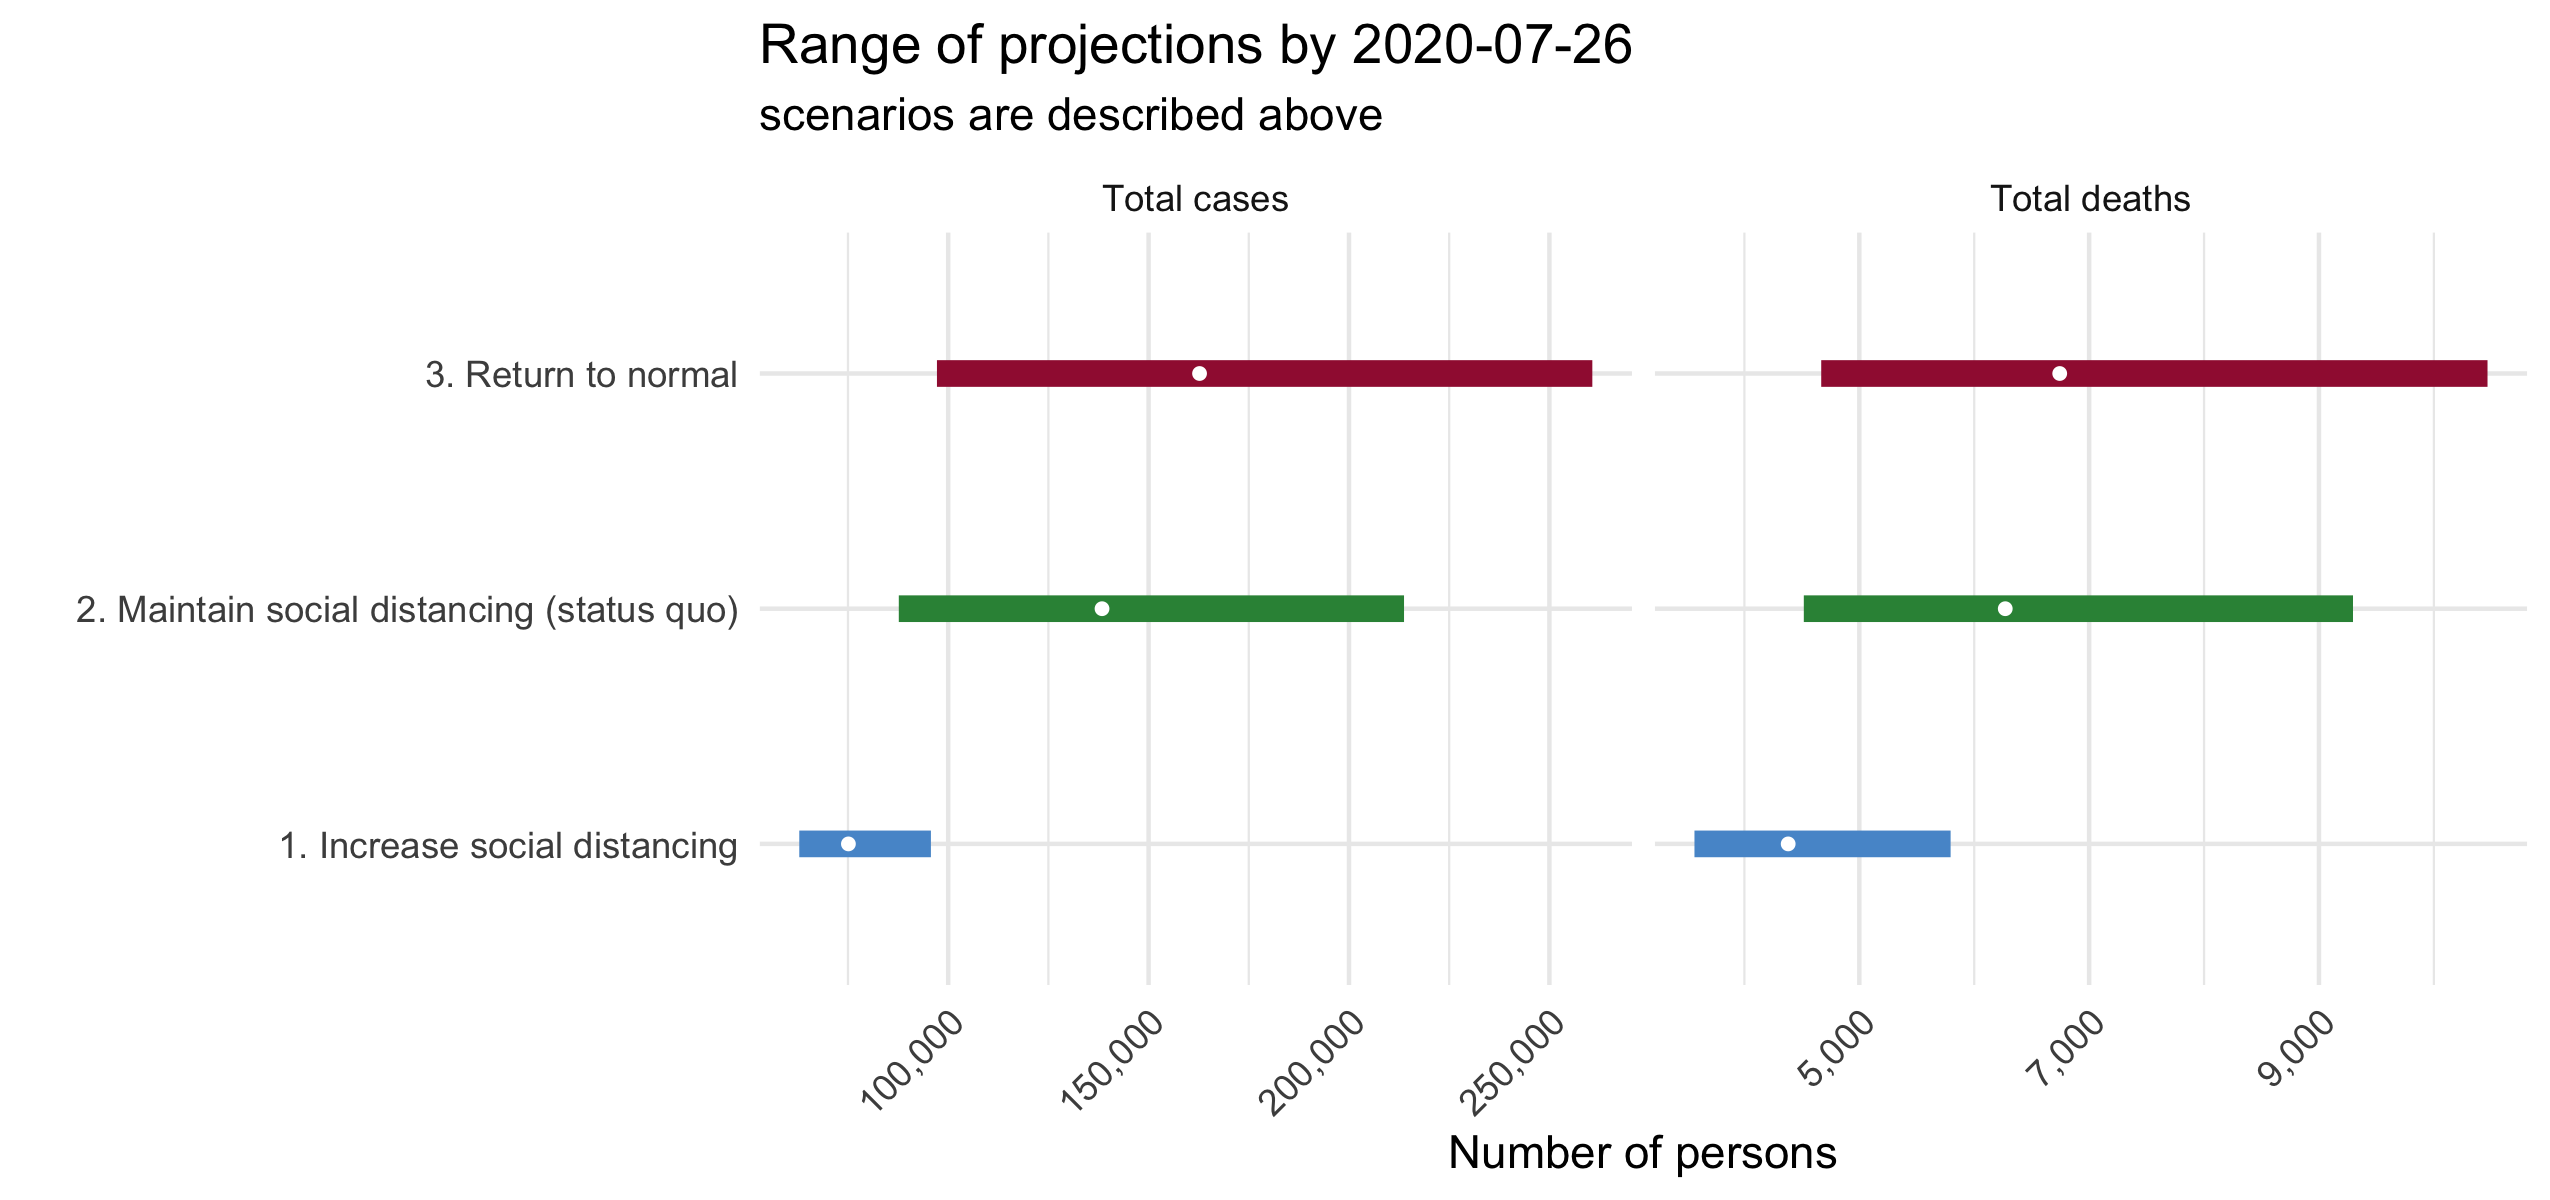 Range of projections by 2020-07-26
scenarios are described above
Total cases
Total deaths
3. Return to normal
2. Maintain social distancing (status quo)
1. Increase social distancing
100,000
150,000
200,000
250,000
5,000
7,000
9,000
Number of persons